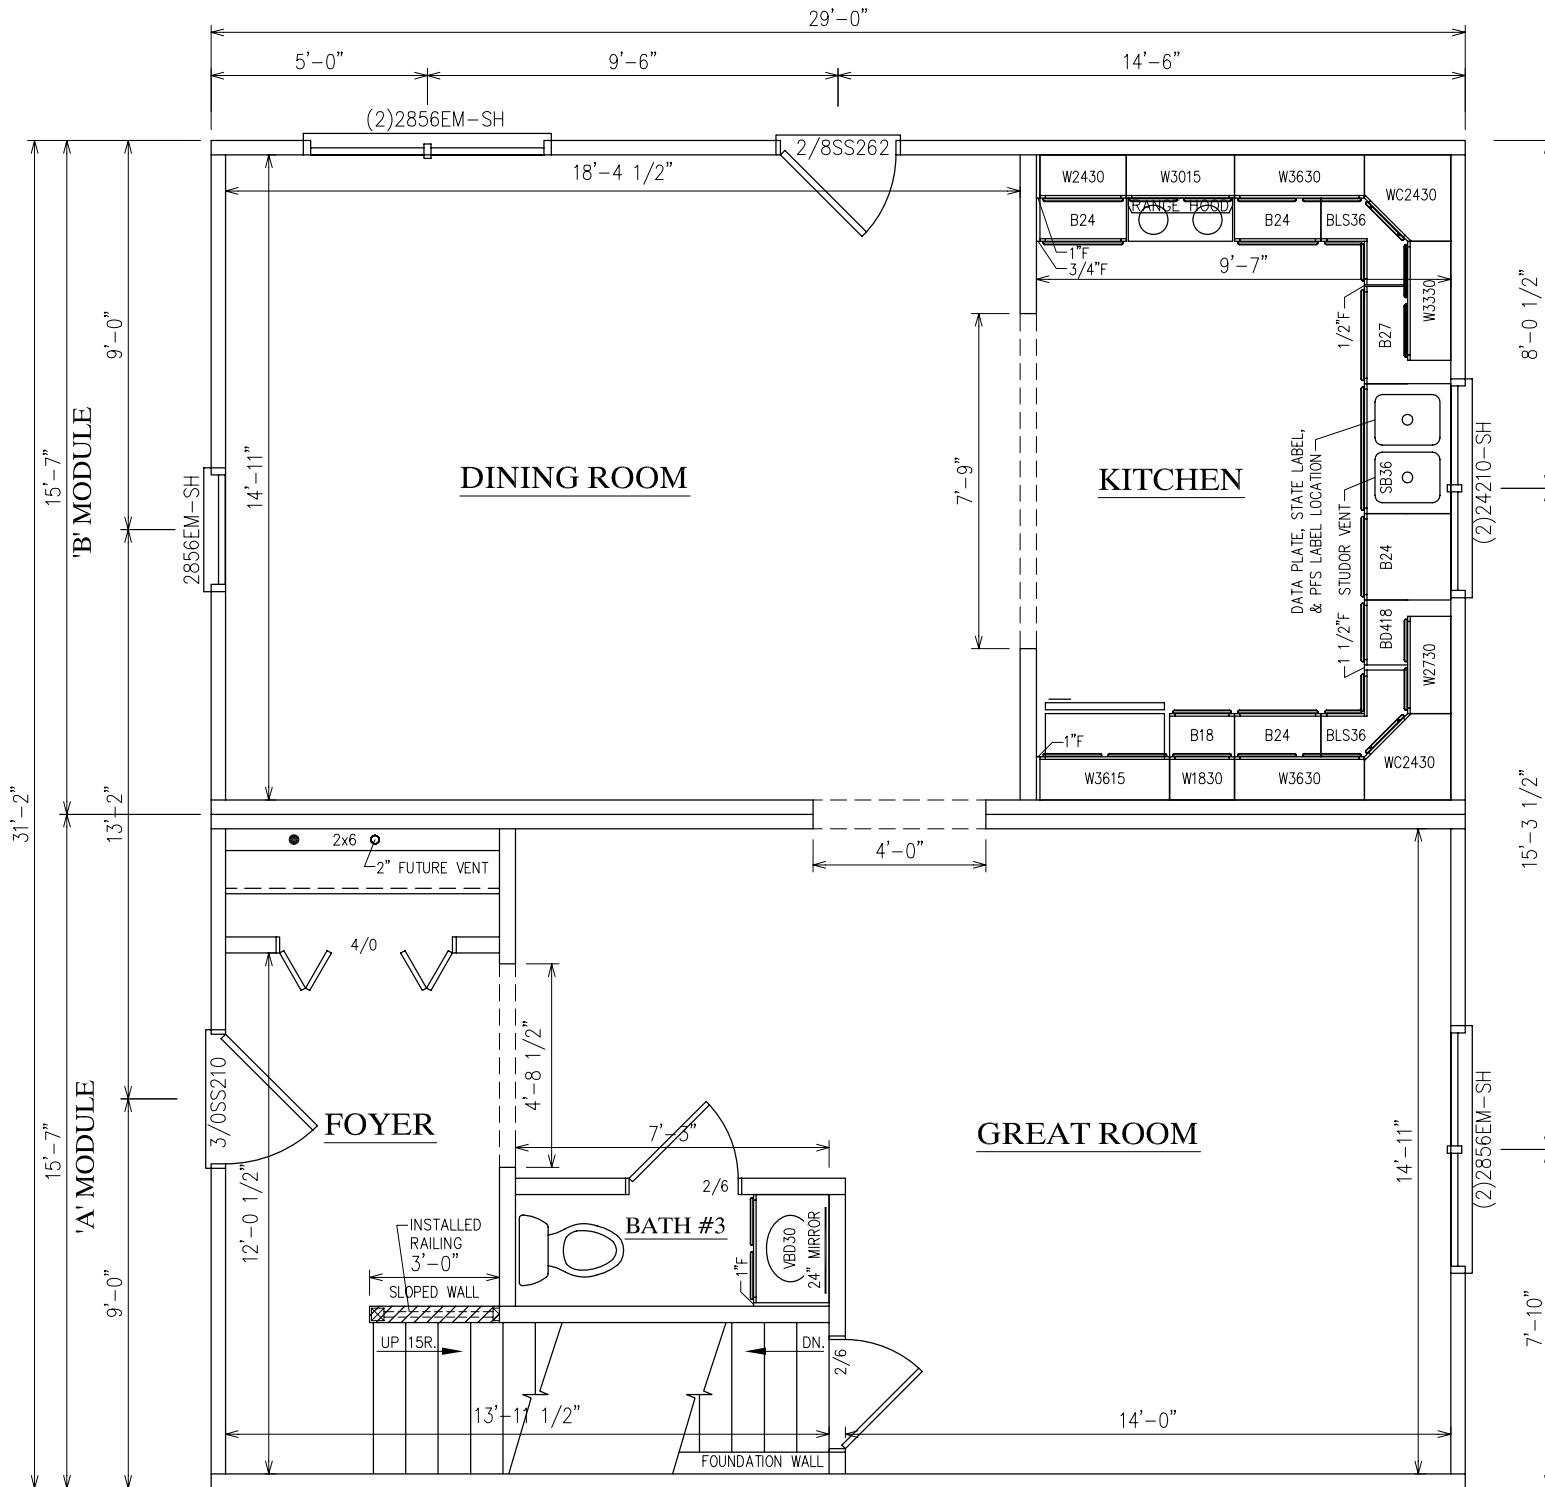 29'-0"
5'-0"
9'-6"
14'-6"
(2)2856EM-SH
2/8SS262
18'-4 1/2"
W2430
W3015
W3630
WC2430
RANGE HOOD
B24
B24
BLS36
1"F
3/4"F
9'-7"
W3330
1/2"F
B27
8'-0 1/2"
9'-0"
'B' MODULE
15'-7"
14'-11"
2856EM-SH
DINING ROOM
7'-9"
KITCHEN
DATA PLATE, STATE LABEL,
& PFS LABEL LOCATION
STUDOR VENT
SB36
(2)24210-SH
B24
BD418
1 1/2"F
W2730
1"F
B18
B24
BLS36
WC2430
W3615
W1830
W3630
31'-2"
13'-2"
15'-3 1/2"
2x6
2" FUTURE VENT
4'-0"
4/0
4'-8 1/2"
3/0SS210
FOYER
'A' MODULE
15'-7"
GREAT ROOM
14'-11"
(2)2856EM-SH
2/6
12'-0 1/2"
INSTALLED
RAILING
3'-0"
SLOPED WALL
BATH #3
1"F
VBD30
24" MIRROR
9'-0"
7'-10"
UP 15R.
DN.
2/6
13'-11 1/2"
14'-0"
FOUNDATION WALL